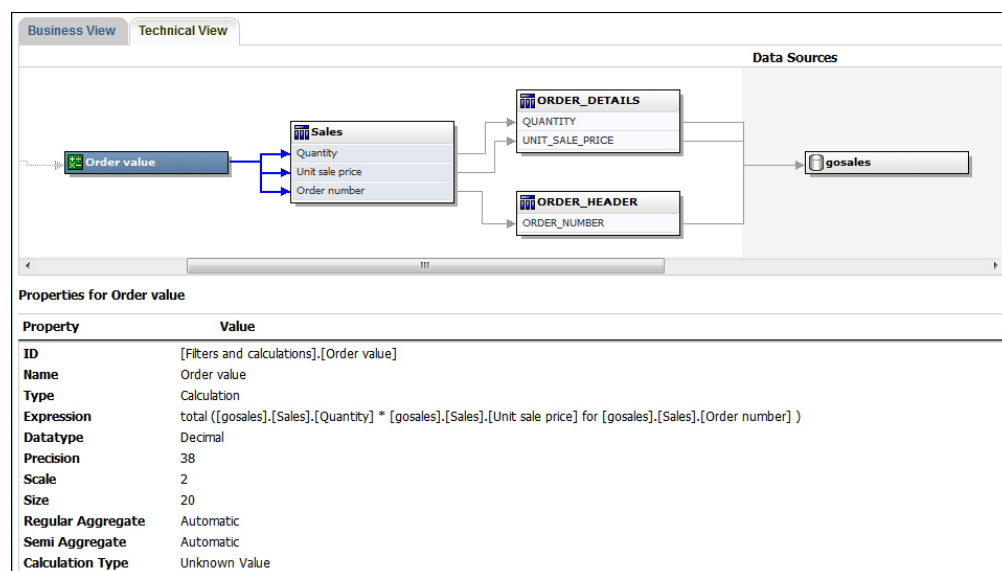 Business View Technical View
Data Sources
Order value
Sales
Quantity
Unit sale price
Order number
ORDER_DETAILS
QUANTITY
UNIT_SALE_PRICE
ORDER_HEADER
ORDER_NUMBER
gosales
Properties for Order value
Property Value
ID [Filters and calculations].[Order value]
Name Order value
Type Calculation
Expression total ([gosales].[Sales].[Quantity] * [gosales].[Sales].[Unit sale price] for [gosales].[Sales].[Order number] )
Datatype Decimal
Precision 38
Scale 2
Size 20
Regular Aggregate Automatic
Semi Aggregate Automatic
Calculation Type Unknown Value